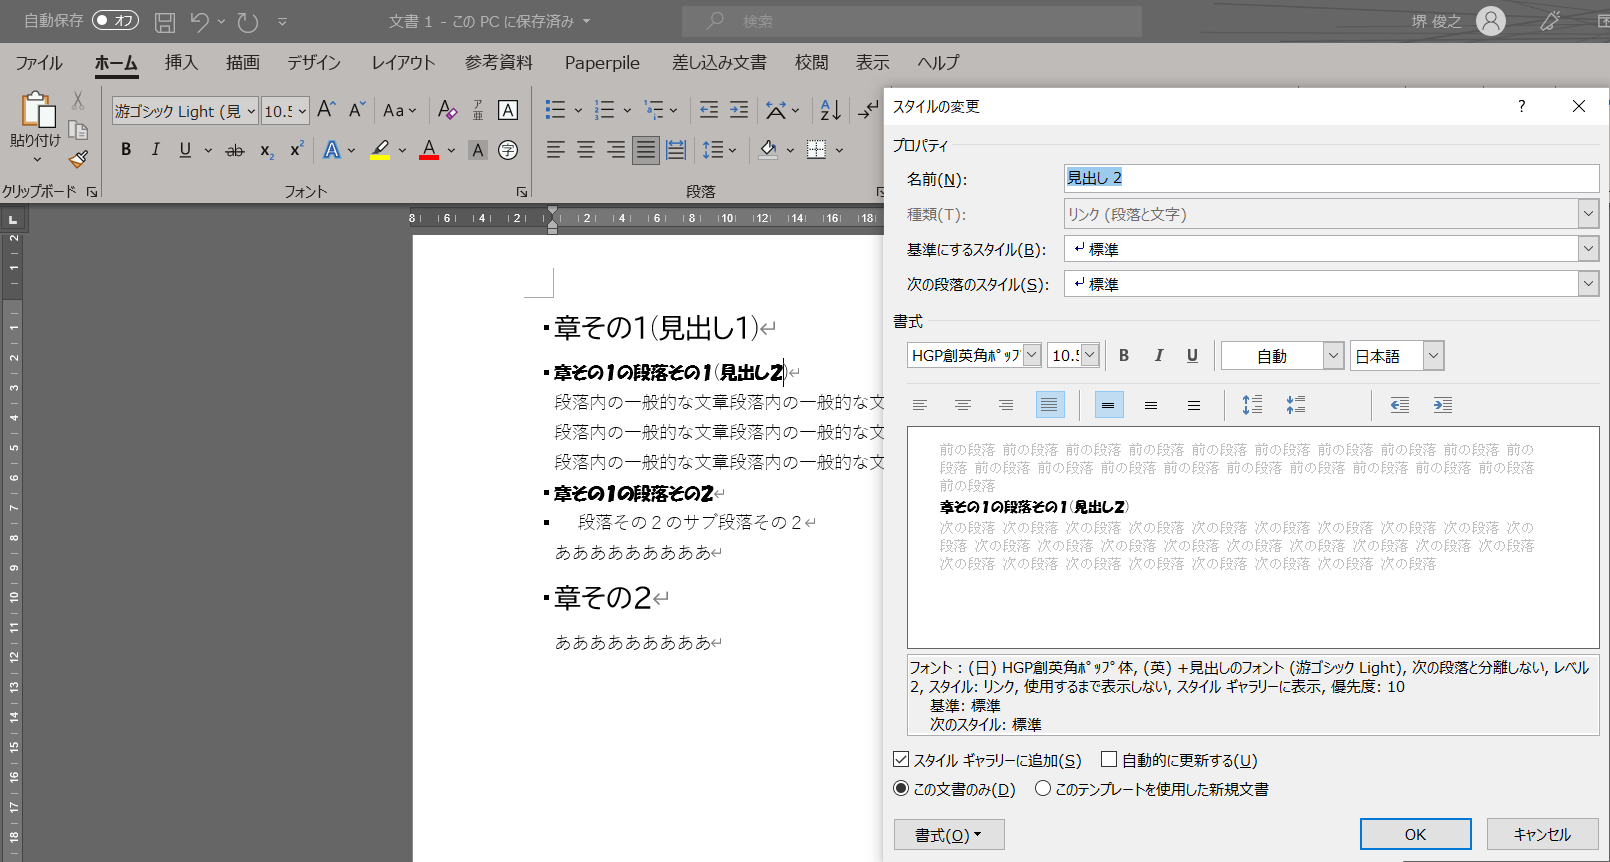 自動保存 オフ 文書 1 - この PC に保存済み 検索 堺 俊之
ファイル ホーム 挿入 描画 デザイン レイアウト 参考資料 Paperpile 差し込み文書 校閲 表示 ヘルプ
貼り付け
クリップボード
游ゴシック Light (見 10.5 A A Aa A ア亜 A
B I U ab x₂ x² A A A 字
フォント
段落
8 6 4 2 2 4 6 8 10 12 14 16 18
2 1 1 2 3 4 5 6 7 8 9 10 11 12 13 14 15 16 17 18
章その1(見出し1)↵
章その1の段落その1(見出し2)↵
段落内の一般的な文章段落内の一般的な文
段落内の一般的な文章段落内の一般的な文
段落内の一般的な文章段落内の一般的な文
章その1の段落その2↵
段落その２のサブ段落その２↵
あああああああああ↵
章その2↵
あああああああああ↵
スタイルの変更 ?
プロパティ
名前(N): 見出し 2
種類(T): リンク (段落と文字)
基準にするスタイル(B): ↵ 標準
次の段落のスタイル(S): ↵ 標準
書式
HGP創英角ﾎﾟｯﾌﾟ 10.5 B I U 自動 日本語
前の段落 前の段落 前の段落 前の段落 前の段落 前の段落 前の段落 前の段落 前の段落 前の
段落 前の段落 前の段落 前の段落 前の段落 前の段落 前の段落 前の段落 前の段落 前の段落
前の段落
章その1の段落その1(見出し2)
次の段落 次の段落 次の段落 次の段落 次の段落 次の段落 次の段落 次の段落 次の段落 次の
段落 次の段落 次の段落 次の段落 次の段落 次の段落 次の段落 次の段落 次の段落 次の段落
次の段落 次の段落 次の段落 次の段落 次の段落 次の段落 次の段落 次の段落
フォント : (日) HGP創英角ﾎﾟｯﾌﾟ体, (英) +見出しのフォント (游ゴシック Light), 次の段落と分離しない, レベル
2, スタイル: リンク, 使用するまで表示しない, スタイル ギャラリーに表示, 優先度: 10
基準: 標準
次のスタイル: 標準
スタイル ギャラリーに追加(S) 自動的に更新する(U)
この文書のみ(D) このテンプレートを使用した新規文書
書式(O) OK キャンセル